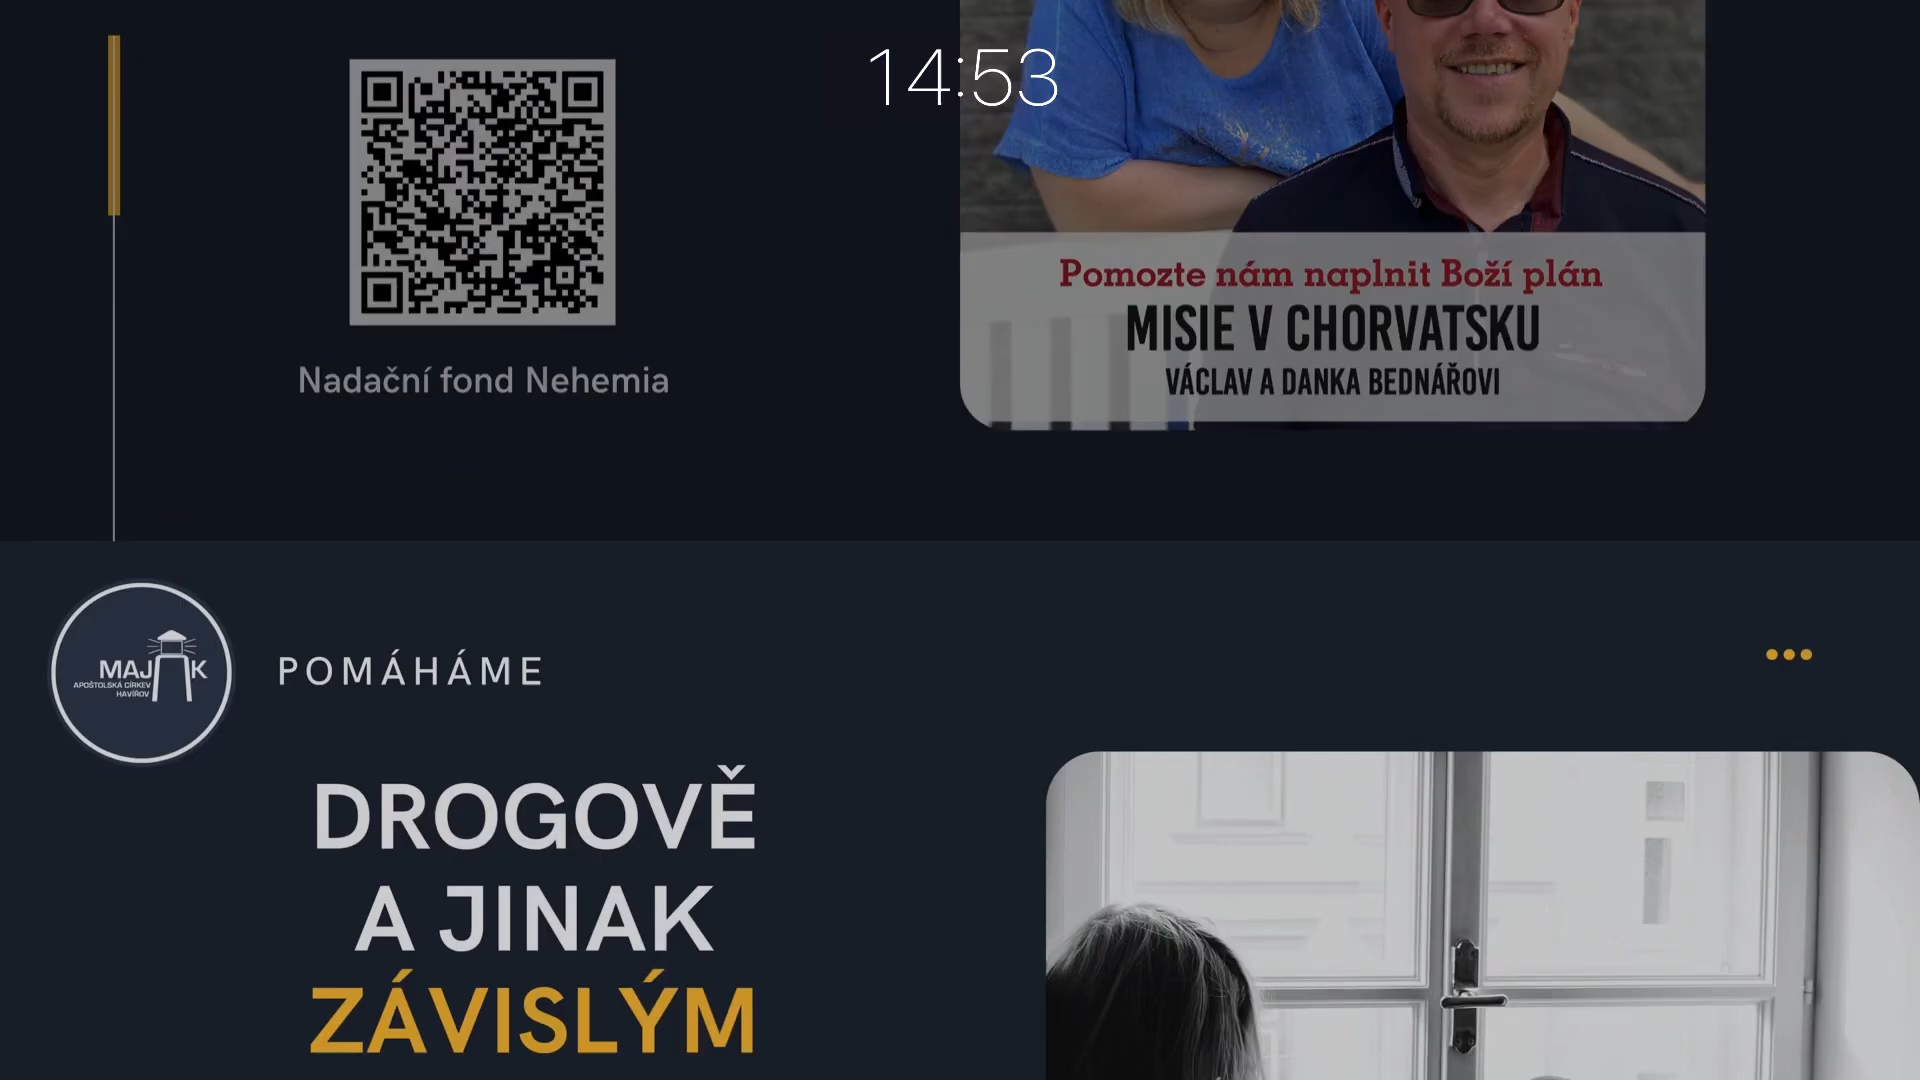 14:53
Nadační fond Nehemia
Pomozte nám naplnit Boží plán
MISIE V CHORVATSKU
VÁCLAV A DANKA BEDNÁŘOVI
MAJ K
APOŠTOLSKÁ CÍRKEV
HAVÍŘOV
POMÁHÁME
DROGOVĚ
A JINAK
ZÁVISLÝM